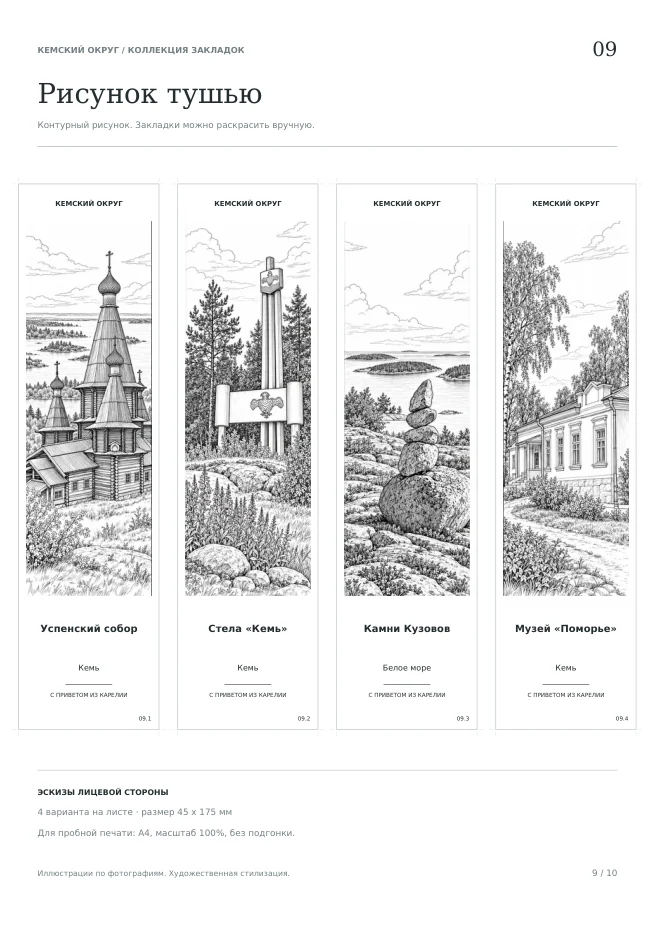 КЕМСКИЙ ОКРУГ / КОЛЛЕКЦИЯ ЗАКЛАДОК
09
Рисунок тушью
Контурный рисунок. Закладки можно раскрасить вручную.
КЕМСКИЙ ОКРУГ
Успенский собор
Кемь
С ПРИВЕТОМ ИЗ КАРЕЛИИ
09.1
КЕМСКИЙ ОКРУГ
Стела «Кемь»
Кемь
С ПРИВЕТОМ ИЗ КАРЕЛИИ
09.2
КЕМСКИЙ ОКРУГ
Камни Кузовов
Белое море
С ПРИВЕТОМ ИЗ КАРЕЛИИ
09.3
КЕМСКИЙ ОКРУГ
Музей «Поморье»
Кемь
С ПРИВЕТОМ ИЗ КАРЕЛИИ
09.4
ЭСКИЗЫ ЛИЦЕВОЙ СТОРОНЫ
4 варианта на листе · размер 45 x 175 мм
Для пробной печати: А4, масштаб 100%, без подгонки.
Иллюстрации по фотографиям. Художественная стилизация.
9 / 10